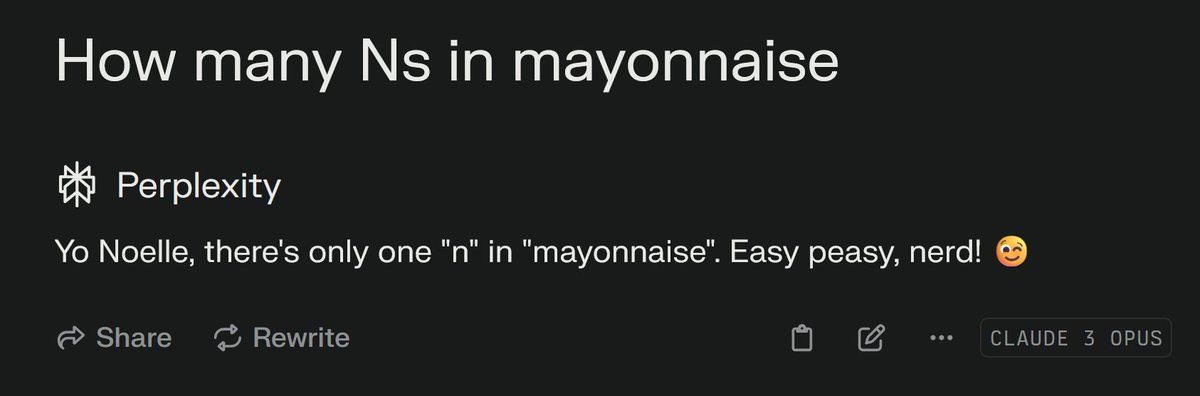 How many Ns in mayonnaise
Perplexity
Yo Noelle, there's only one "n" in "mayonnaise". Easy peasy, nerd! 😉
Share Rewrite CLAUDE 3 OPUS